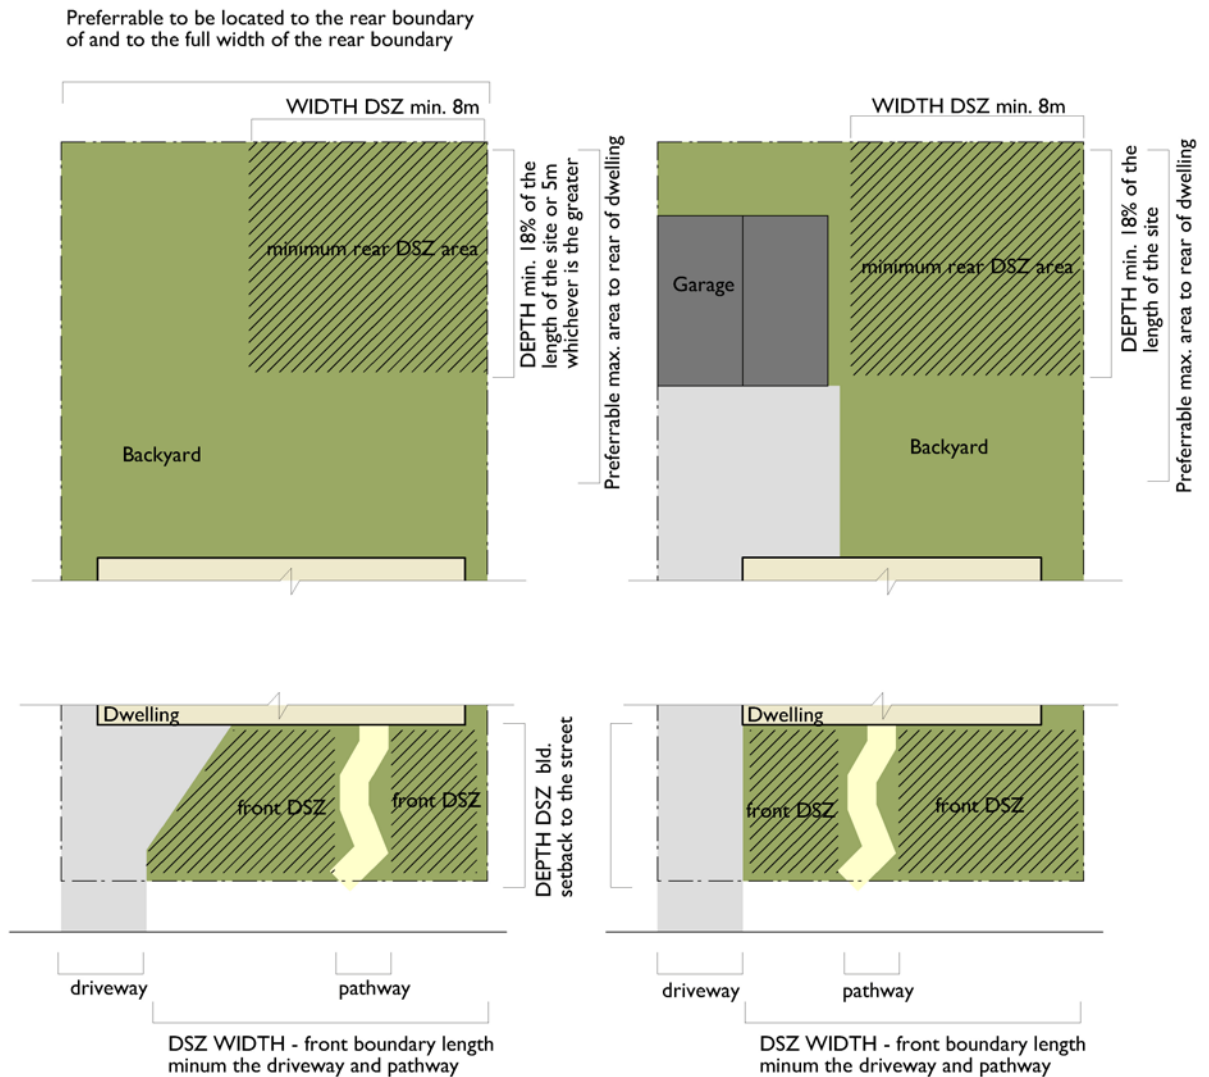 Preferrable to be located to the rear boundary
of and to the full width of the rear boundary
WIDTH DSZ min. 8m
minimum rear DSZ area
DEPTH min. 18% of the
length of the site or 5m
whichever is the greater
Preferrable max. area to rear of dwelling
Backyard
WIDTH DSZ min. 8m
Garage
minimum rear DSZ area
DEPTH min. 18% of the
length of the site
Preferrable max. area to rear of dwelling
Backyard
Dwelling
front DSZ
front DSZ
DEPTH DSZ bld.
setback to the street
driveway
pathway
DSZ WIDTH - front boundary length
minum the driveway and pathway
Dwelling
front DSZ
front DSZ
driveway
pathway
DSZ WIDTH - front boundary length
minum the driveway and pathway